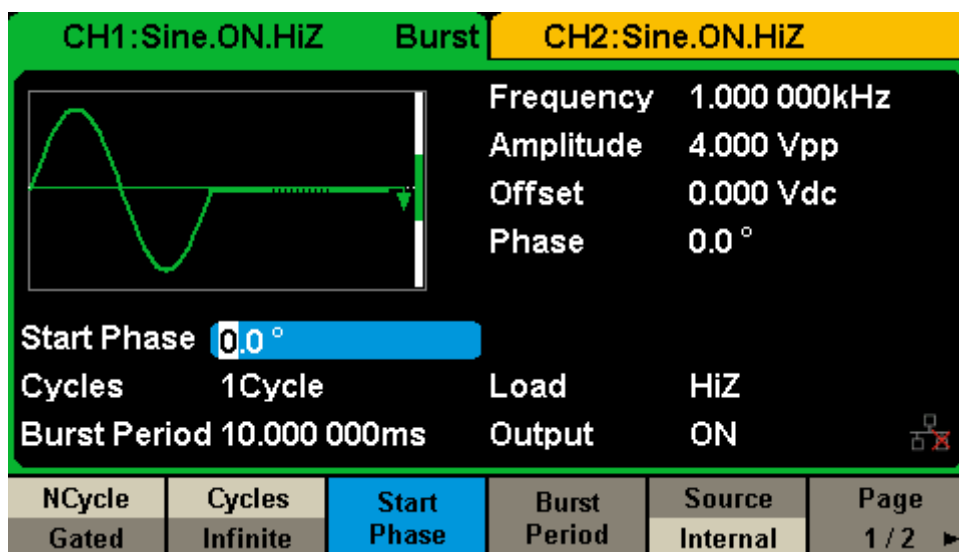 CH1:Sine.ON.HiZ Burst CH2:Sine.ON.HiZ
Frequency 1.000 000kHz
Amplitude 4.000 Vpp
Offset 0.000 Vdc
Phase 0.0 °
Start Phase 0.0 °
Cycles 1Cycle Load HiZ
Burst Period 10.000 000ms Output ON
NCycle Cycles Start Burst Source Page
Gated Infinite Phase Period Internal 1 / 2